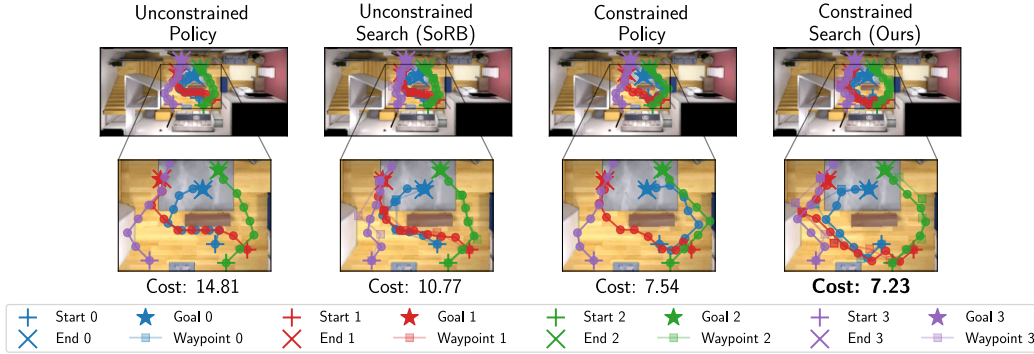 Unconstrained
Policy
Unconstrained
Search (SoRB)
Constrained
Policy
Constrained
Search (Ours)
Cost: 14.81
Cost: 10.77
Cost: 7.54
Cost: 7.23
Start 0
Goal 0
Start 1
Goal 1
Start 2
Goal 2
Start 3
Goal 3
End 0
Waypoint 0
End 1
Waypoint 1
End 2
Waypoint 2
End 3
Waypoint 3